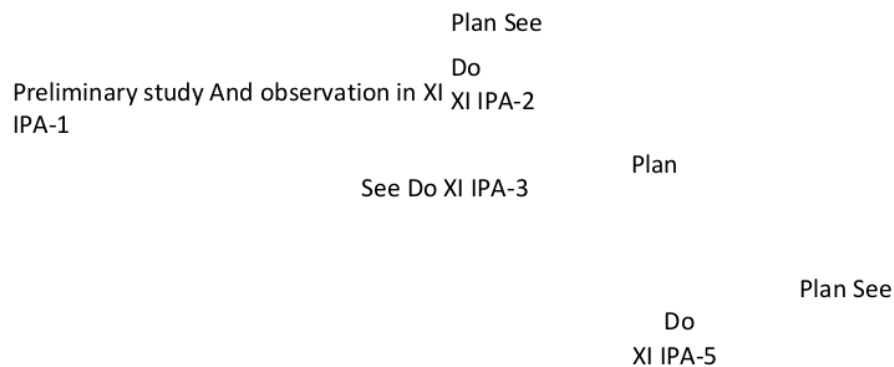 Plan See
Do
XI IPA-2
Preliminary study And observation in XI
IPA-1
Plan
See Do XI IPA-3
Plan See
Do
XI IPA-5